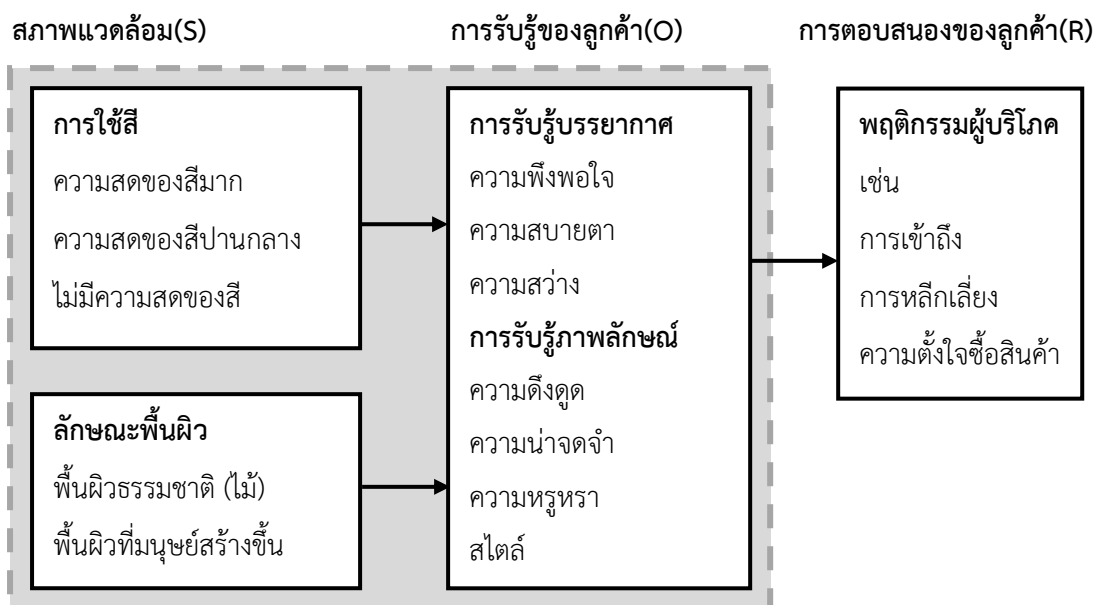 สภาพแวดล้อม(S)
การรับรู้ของลูกค้า(O)
การตอบสนองของลูกค้า(R)
การใช้สี
ความสดของสีมาก
ความสดของสีปานกลาง
ไม่มีความสดของสี
ลักษณะพื้นผิว
พื้นผิวธรรมชาติ (ไม้)
พื้นผิวที่มนุษย์สร้างขึ้น
การรับรู้บรรยากาศ
ความพึงพอใจ
ความสบายตา
ความสว่าง
การรับรู้ภาพลักษณ์
ความดึงดูด
ความน่าจดจำ
ความหรูหรา
สไตล์
พฤติกรรมผู้บริโภค
เช่น
การเข้าถึง
การหลีกเลี่ยง
ความตั้งใจซื้อสินค้า